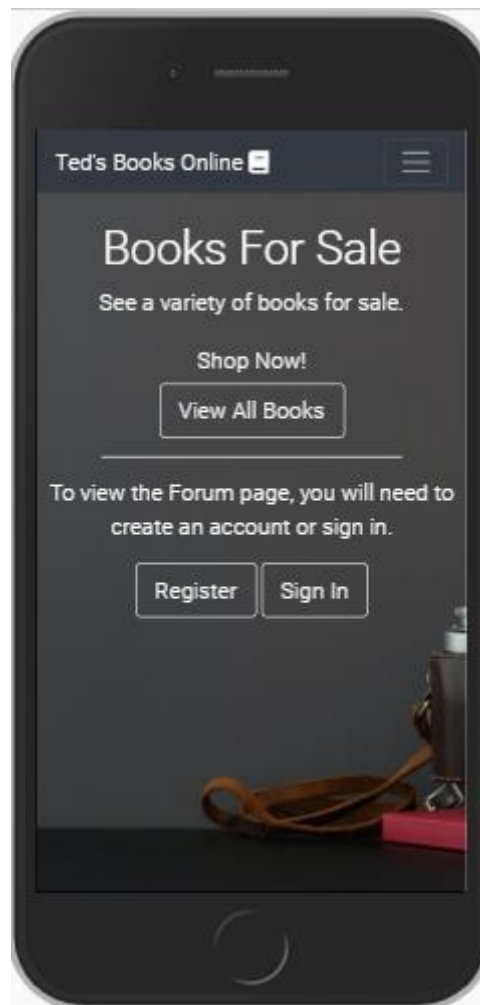 Ted's Books Online
Books For Sale
See a variety of books for sale.
Shop Now!
View All Books
To view the Forum page, you will need to
create an account or sign in.
Register Sign In